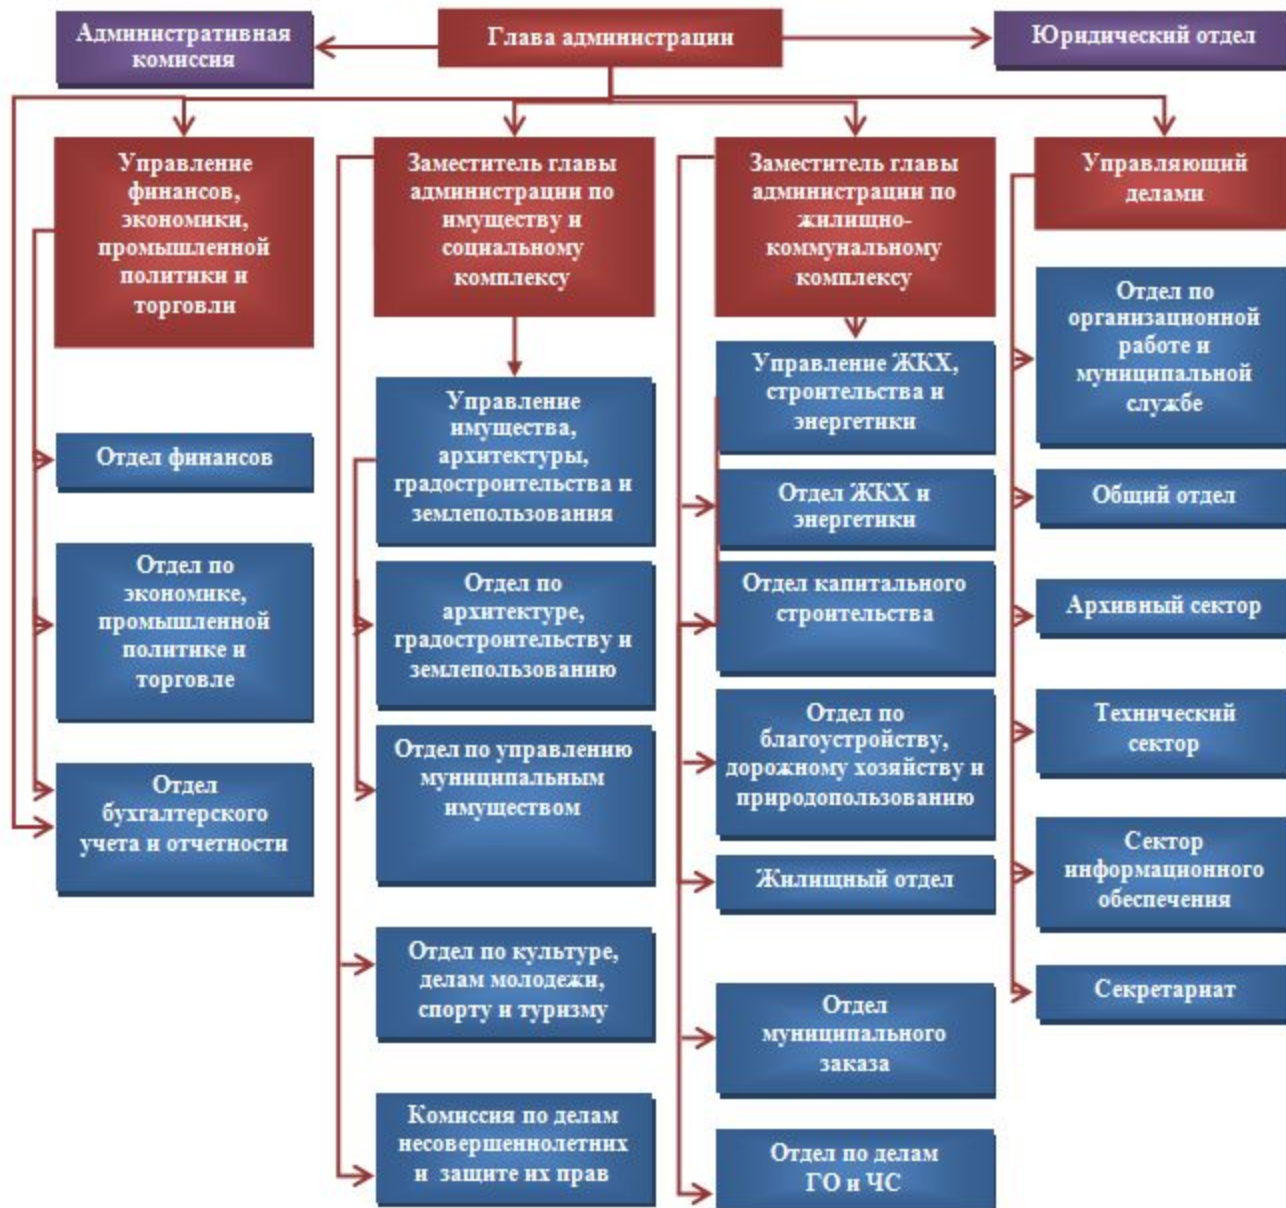 Административная
комиссия
Глава администрации
Юридический отдел
Управление
финансов,
экономики,
промышленной
политики и
торговли
Отдел финансов
Отдел по
экономике,
промышленной
политике и
торговле
Отдел
бухгалтерского
учета и отчетности
Заместитель главы
администрации по
имуществу и
социальному
комплексу
Управление
имущества,
архитектуры,
градостроительства и
землепользования
Отдел по
архитектуре,
градостроительству и
землепользованию
Отдел по управлению
муниципальным
имуществом
Отдел по культуре,
делам молодежи,
спорту и туризму
Комиссия по делам
несовершеннолетних
и защите их прав
Заместитель главы
администрации по
жилищно-
коммунальному
комплексу
Управление ЖКХ,
строительства и
энергетики
Отдел ЖКХ и
энергетики
Отдел капитального
строительства
Отдел по
благоустройству,
дорожному хозяйству и
природопользованию
Жилищный отдел
Отдел
муниципального
заказа
Отдел по делам
ГО и ЧС
Управляющий
делами
Отдел по
организационной
работе и
муниципальной
службе
Общий отдел
Архивный сектор
Технический
сектор
Сектор
информационного
обеспечения
Секретариат